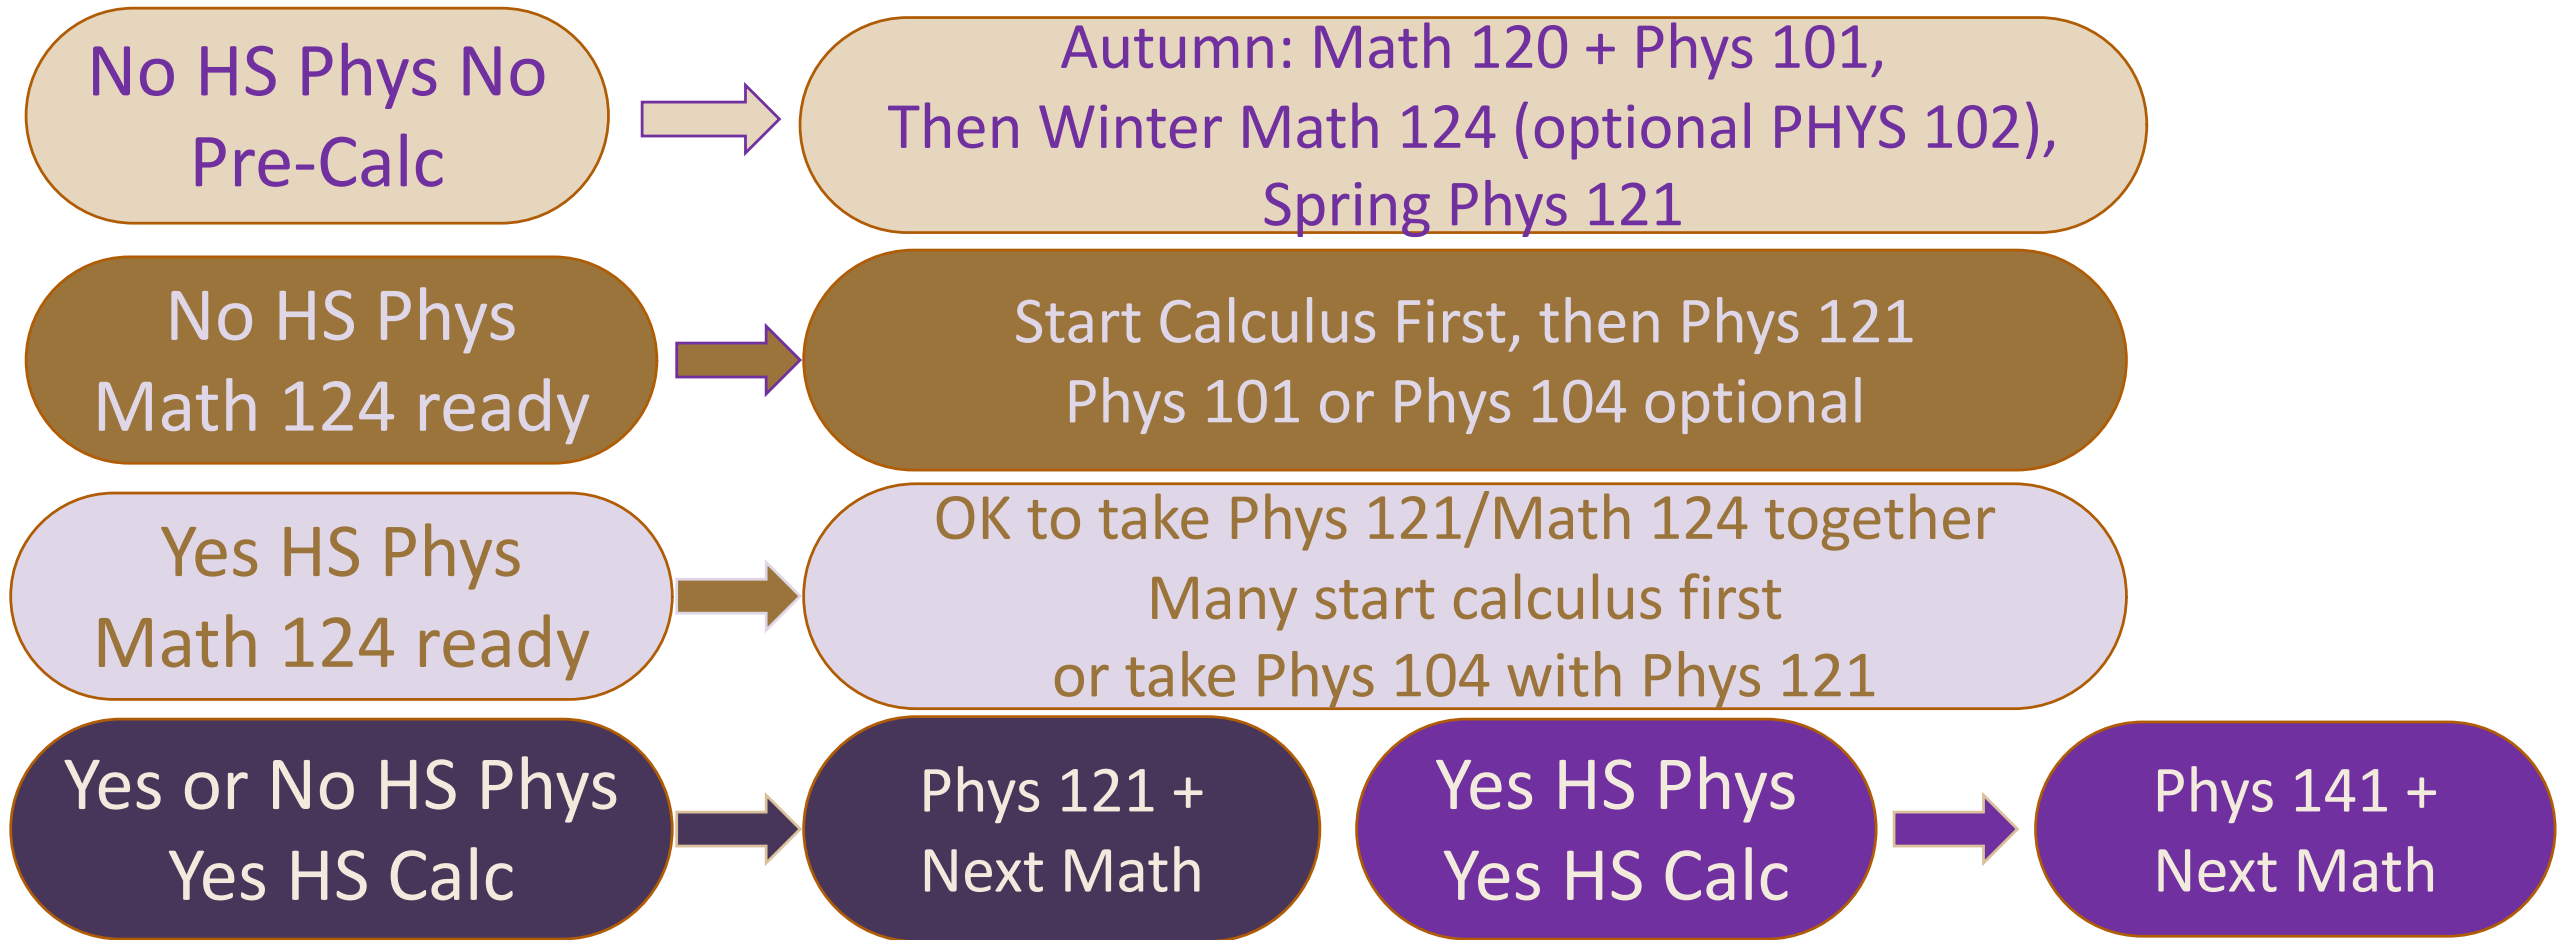 No HS Phys No
Pre-Calc
Autumn: Math 120 + Phys 101,
Then Winter Math 124 (optional PHYS 102),
Spring Phys 121
No HS Phys
Math 124 ready
Start Calculus First, then Phys 121
Phys 101 or Phys 104 optional
Yes HS Phys
Math 124 ready
OK to take Phys 121/Math 124 together
Many start calculus first
or take Phys 104 with Phys 121
Yes or No HS Phys
Yes HS Calc
Phys 121 +
Next Math
Yes HS Phys
Yes HS Calc
Phys 141 +
Next Math